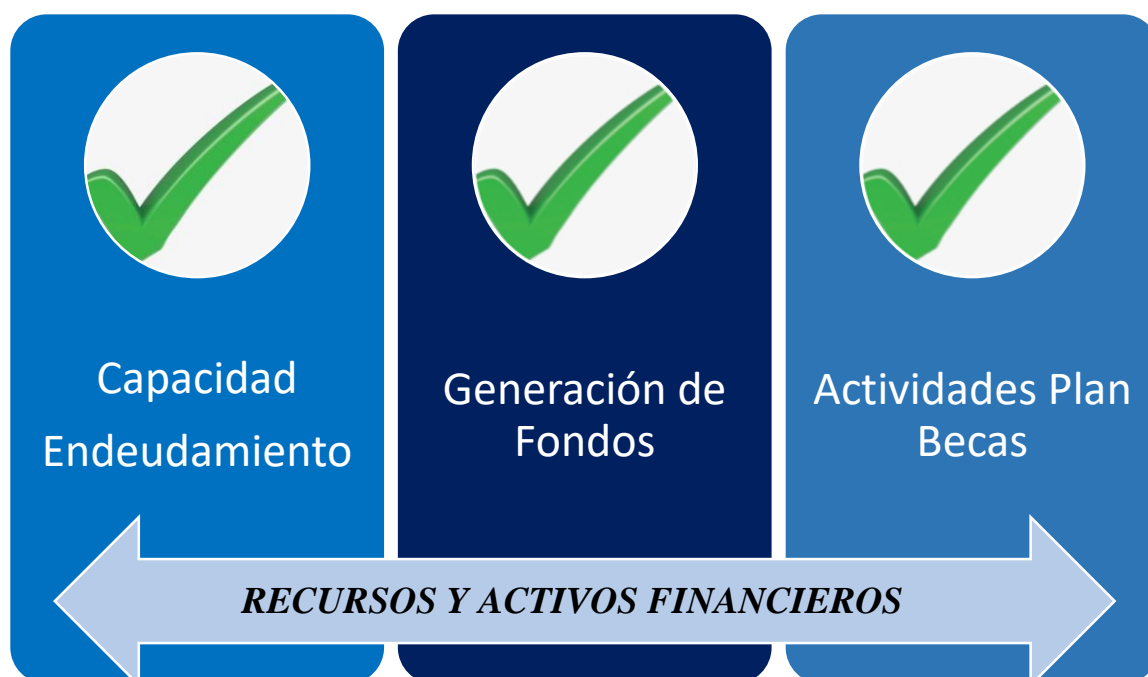 Capacidad
Endeudamiento
Generación de
Fondos
Actividades Plan
Becas
RECURSOS Y ACTIVOS FINANCIEROS